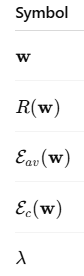 Symbol
𝐰
R(𝐰)
ℰ_av(𝐰)
ℰ_c(𝐰)
λ